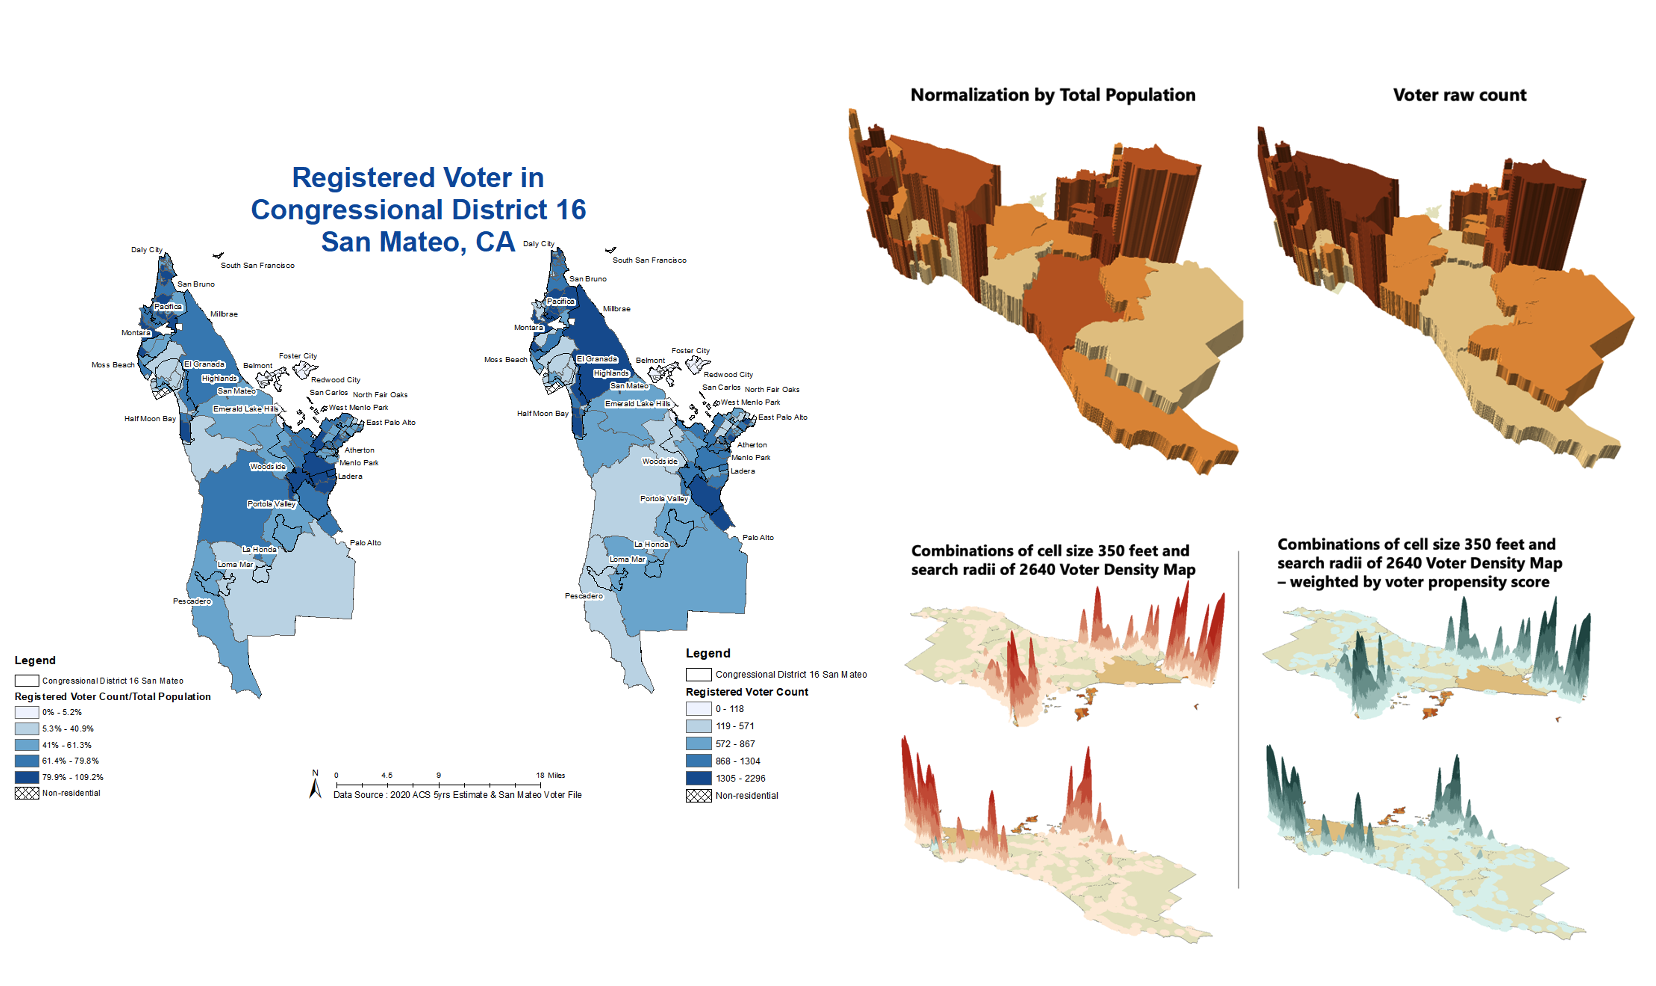 Registered Voter in
Congressional District 16
San Mateo, CA
Daly City
South San Francisco
San Bruno
Pacifica
Millbrae
Montara
Moss Beach
El Granada
Highlands
Belmont
Foster City
San Mateo
Redwood City
San Carlos
North Fair Oaks
Emerald Lake Hills
West Menlo Park
Half Moon Bay
East Palo Alto
Atherton
Woodside
Menlo Park
Ladera
Portola Valley
Palo Alto
La Honda
Loma Mar
Pescadero
Legend
Congressional District 16 San Mateo
Registered Voter Count/Total Population
0% - 5.2%
5.3% - 40.9%
41% - 61.3%
61.4% - 79.8%
79.9% - 109.2%
Non-residential
Daly City
South San Francisco
San Bruno
Pacifica
Millbrae
Montara
Moss Beach
El Granada
Highlands
Belmont
Foster City
San Mateo
Redwood City
San Carlos
North Fair Oaks
Emerald Lake Hills
West Menlo Park
Half Moon Bay
East Palo Alto
Atherton
Woodside
Menlo Park
Ladera
Portola Valley
Palo Alto
La Honda
Loma Mar
Pescadero
Legend
Congressional District 16 San Mateo
Registered Voter Count
0 - 118
119 - 571
572 - 867
868 - 1304
1305 - 2296
Non-residential
N
0 4.5 9 18 Miles
Data Source : 2020 ACS 5yrs Estimate & San Mateo Voter File
Normalization by Total Population
Voter raw count
Combinations of cell size 350 feet and
search radii of 2640 Voter Density Map
Combinations of cell size 350 feet and
search radii of 2640 Voter Density Map
– weighted by voter propensity score